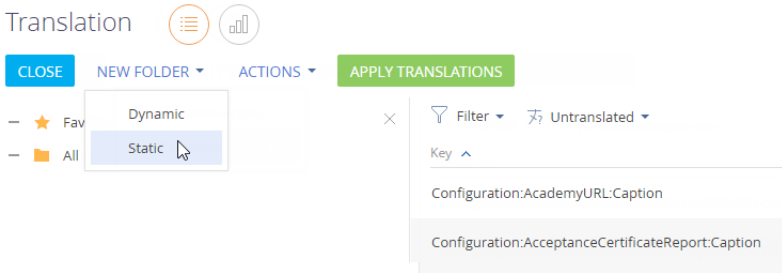 Translation
CLOSE NEW FOLDER ACTIONS APPLY TRANSLATIONS
Dynamic
Static
Fav
All
Filter Untranslated
Key
Configuration:AcademyURL:Caption
Configuration:AcceptanceCertificateReport:Caption